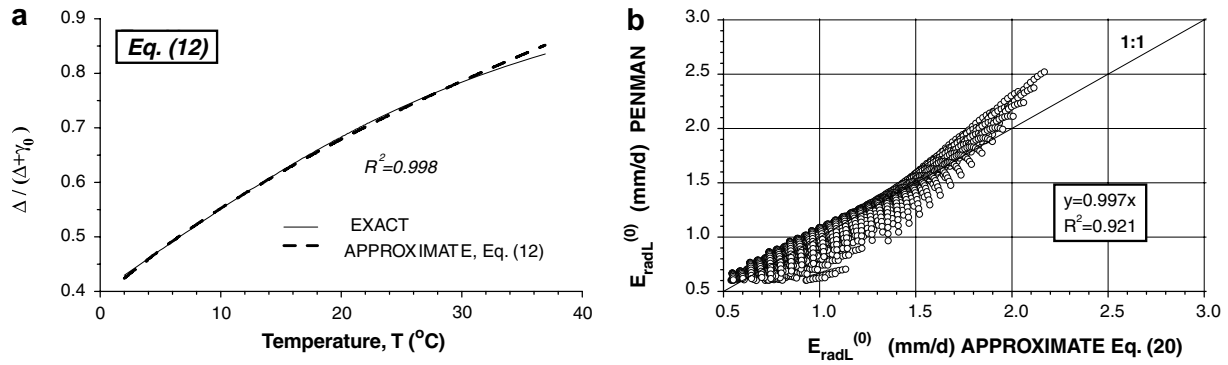 a
0.9
0.8
0.7
0.6
0.5
0.4
Δ / (Δ+γ₀)
Eq. (12)
R²=0.998
EXACT
APPROXIMATE, Eq. (12)
0 10 20 30 40
Temperature, T (°C)
b
3.0
2.5
2.0
1.5
1.0
0.5
E_radL^(0) (mm/d) PENMAN
1:1
y=0.997x
R²=0.921
0.5 1.0 1.5 2.0 2.5 3.0
E_radL^(0) (mm/d) APPROXIMATE Eq. (20)